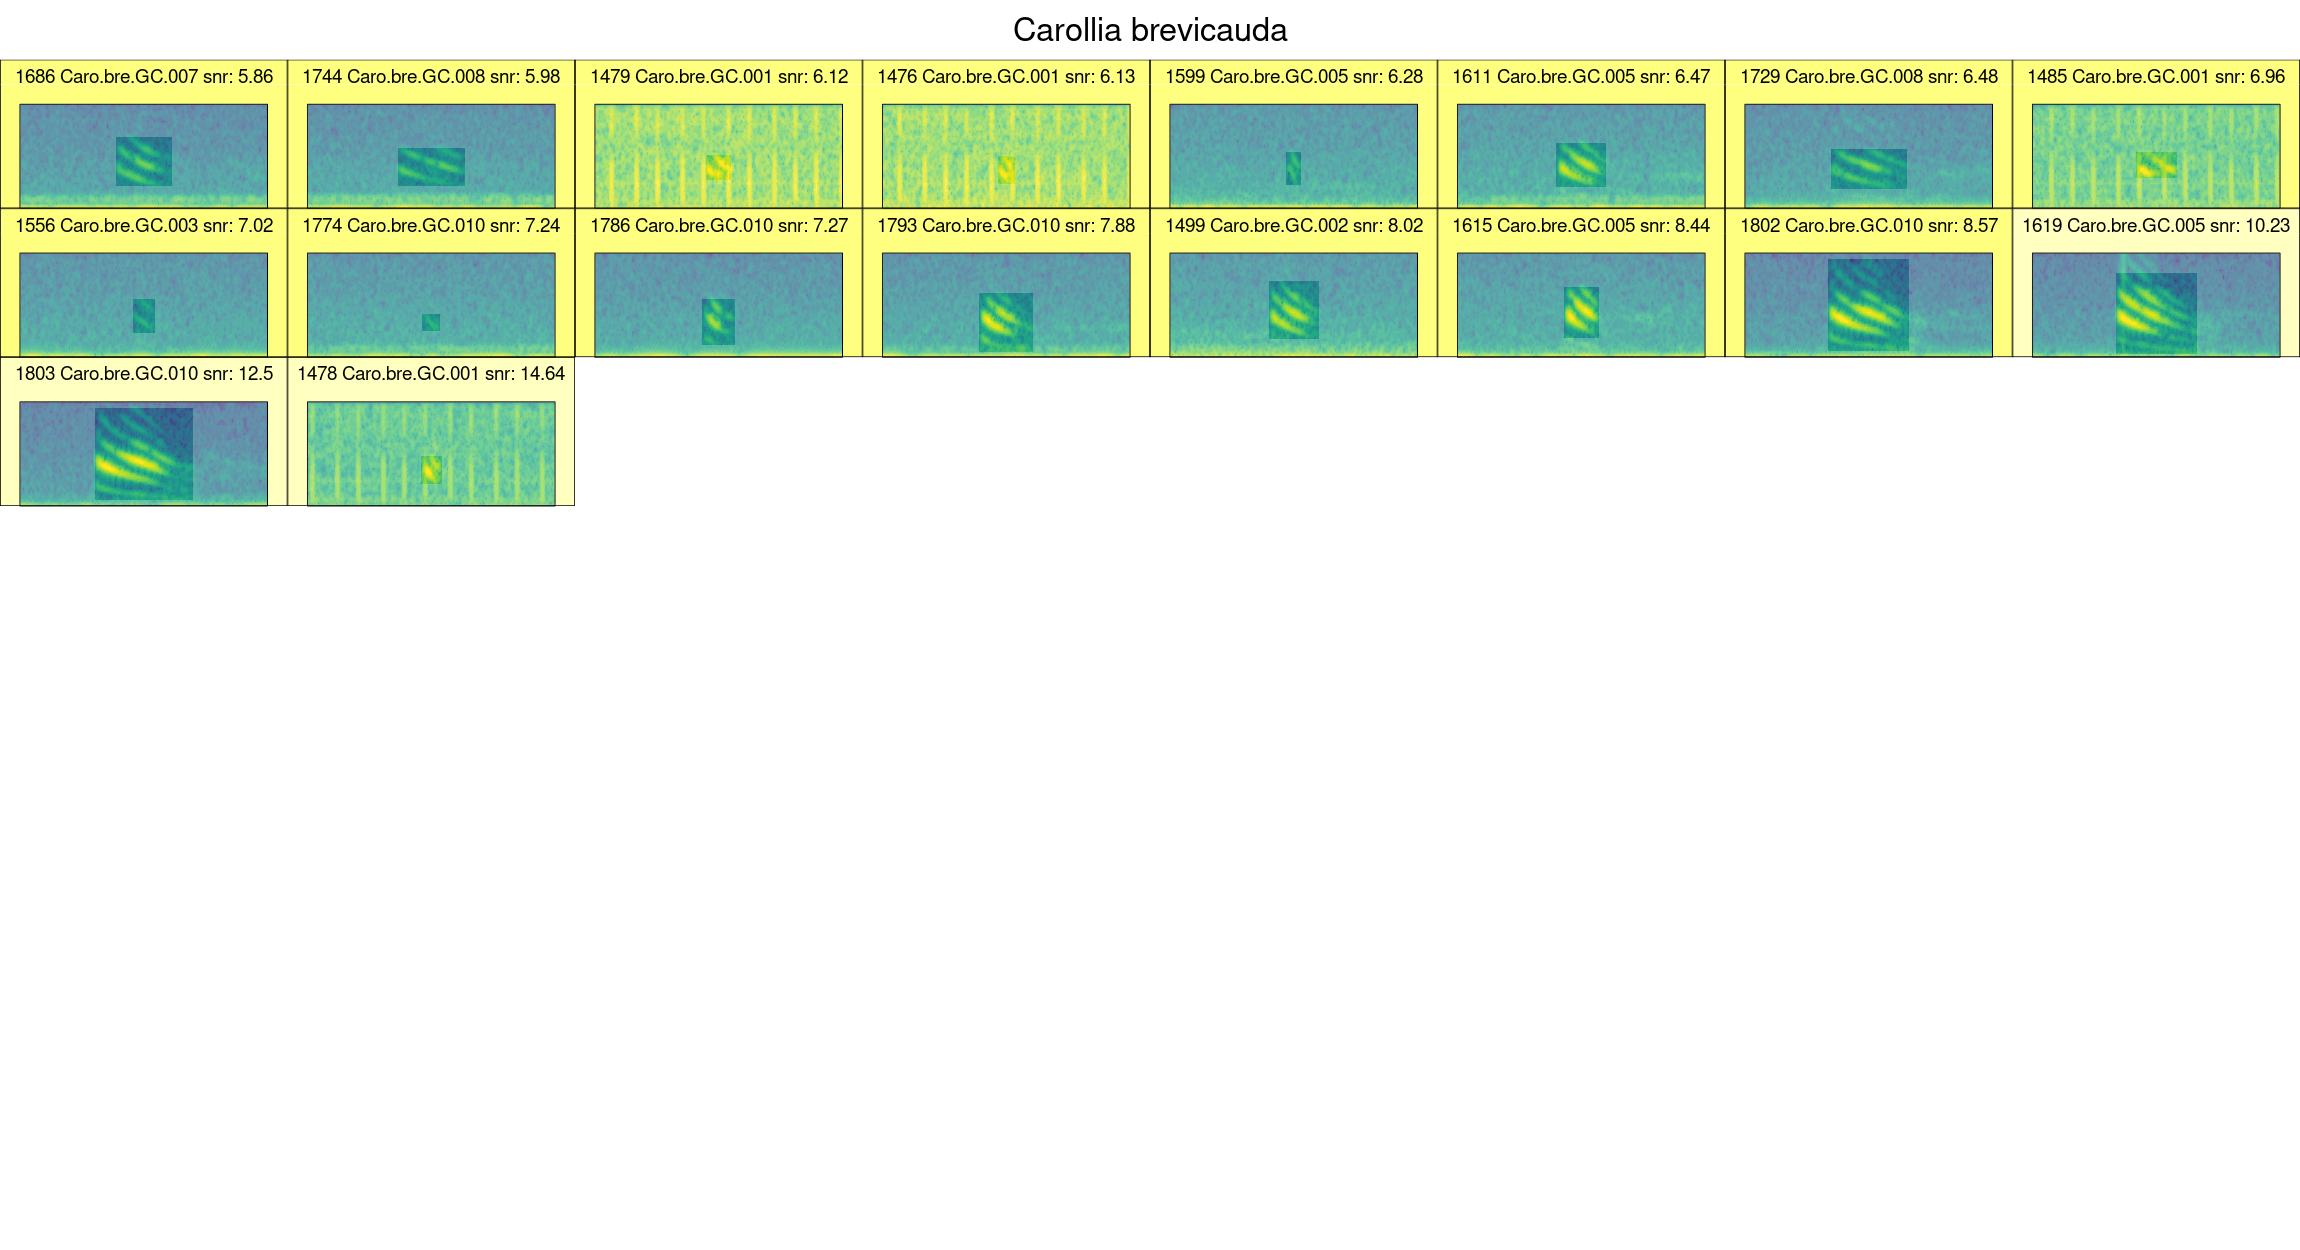 Carollia brevicauda
1686 Caro.bre.GC.007 snr: 5.86
1744 Caro.bre.GC.008 snr: 5.98
1479 Caro.bre.GC.001 snr: 6.12
1476 Caro.bre.GC.001 snr: 6.13
1599 Caro.bre.GC.005 snr: 6.28
1611 Caro.bre.GC.005 snr: 6.47
1729 Caro.bre.GC.008 snr: 6.48
1485 Caro.bre.GC.001 snr: 6.96
1556 Caro.bre.GC.003 snr: 7.02
1774 Caro.bre.GC.010 snr: 7.24
1786 Caro.bre.GC.010 snr: 7.27
1793 Caro.bre.GC.010 snr: 7.88
1499 Caro.bre.GC.002 snr: 8.02
1615 Caro.bre.GC.005 snr: 8.44
1802 Caro.bre.GC.010 snr: 8.57
1619 Caro.bre.GC.005 snr: 10.23
1803 Caro.bre.GC.010 snr: 12.5
1478 Caro.bre.GC.001 snr: 14.64